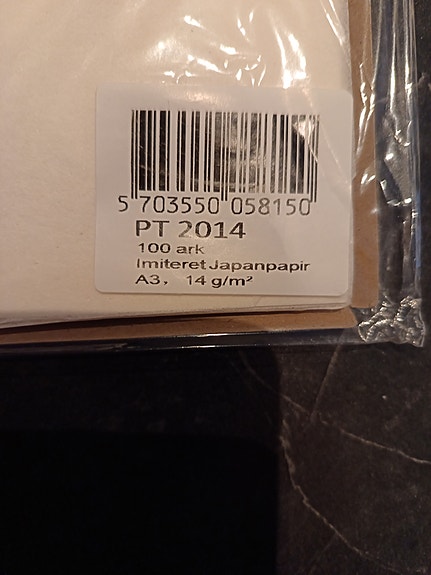 5 703550 058150
PT 2014
100 ark
Imiteret Japanpapir
A3, 14 g/m²